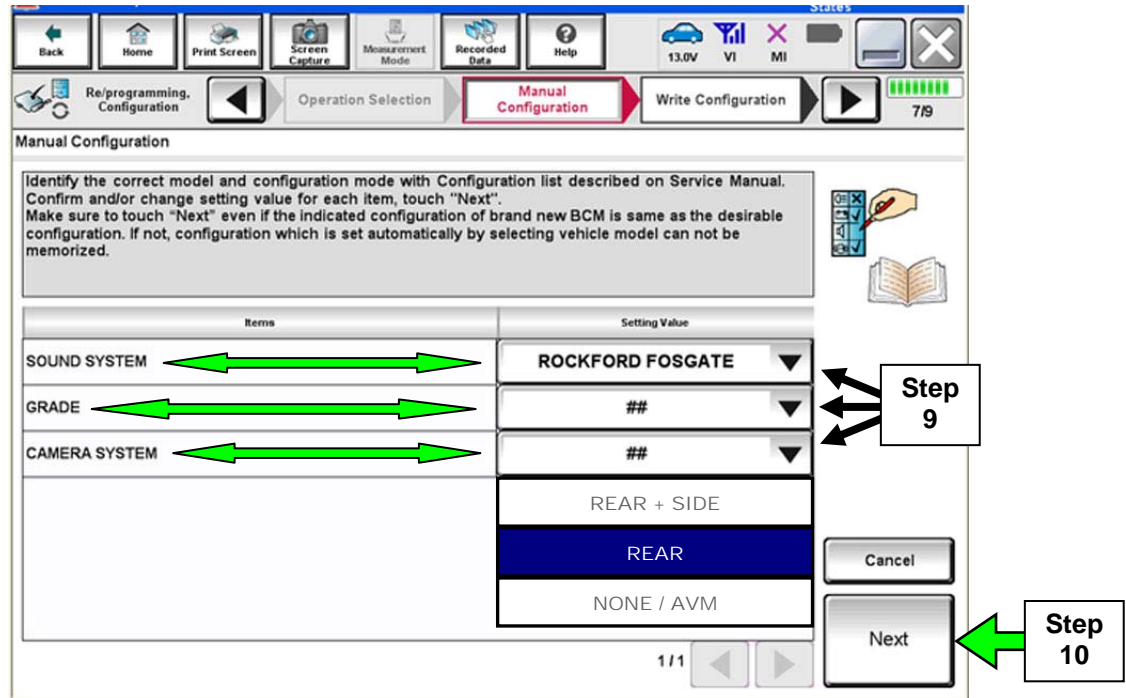 States
Back
Home
Print Screen
Screen Capture
Measurement Mode
Recorded Data
Help
13.0V
VI
MI
Re/programming, Configuration
Operation Selection
Manual Configuration
Write Configuration
7/9
Manual Configuration
Identify the correct model and configuration mode with Configuration list described on Service Manual.
Confirm and/or change setting value for each item, touch "Next".
Make sure to touch “Next” even if the indicated configuration of brand new BCM is same as the desirable
configuration. If not, configuration which is set automatically by selecting vehicle model can not be
memorized.
Items
Setting Value
SOUND SYSTEM
ROCKFORD FOSGATE
GRADE
##
CAMERA SYSTEM
##
REAR + SIDE
REAR
NONE / AVM
Step
9
Cancel
Next
Step
10
1/1